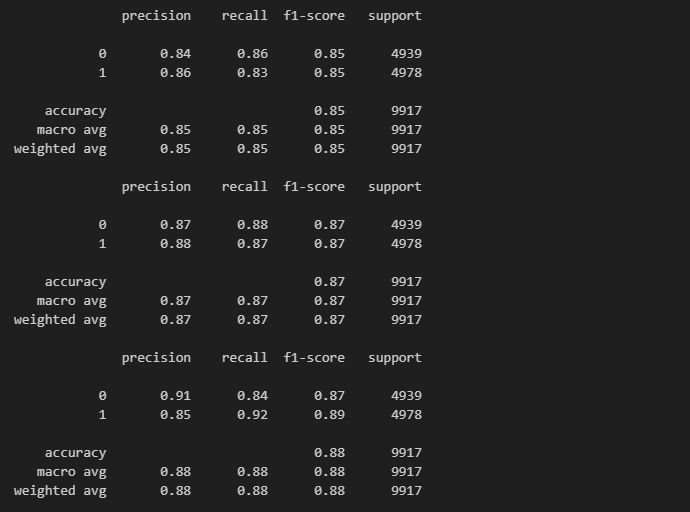 precision recall f1-score support
0 0.84 0.86 0.85 4939
1 0.86 0.83 0.85 4978
accuracy 0.85 9917
macro avg 0.85 0.85 0.85 9917
weighted avg 0.85 0.85 0.85 9917
precision recall f1-score support
0 0.87 0.88 0.87 4939
1 0.88 0.87 0.87 4978
accuracy 0.87 9917
macro avg 0.87 0.87 0.87 9917
weighted avg 0.87 0.87 0.87 9917
precision recall f1-score support
0 0.91 0.84 0.87 4939
1 0.85 0.92 0.89 4978
accuracy 0.88 9917
macro avg 0.88 0.88 0.88 9917
weighted avg 0.88 0.88 0.88 9917